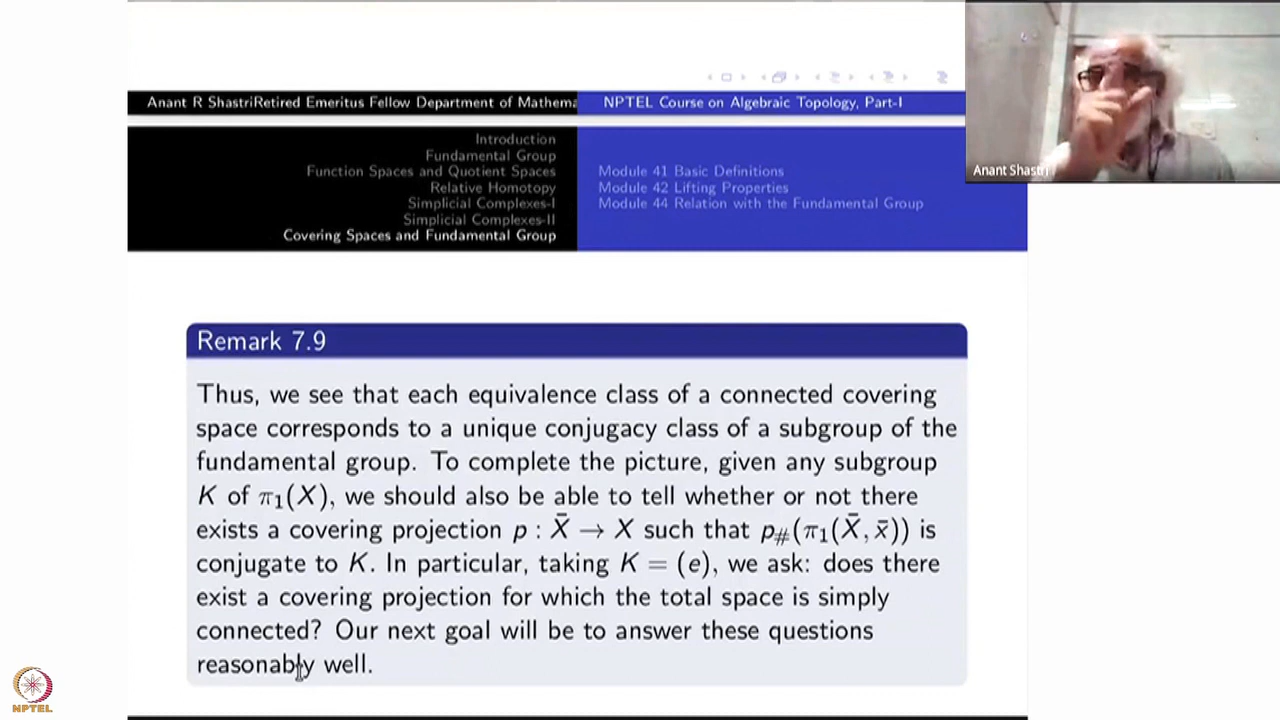 Anant R ShastriRetired Emeritus Fellow Department of Mathema
NPTEL Course on Algebraic Topology, Part-I
Introduction
Fundamental Group
Function Spaces and Quotient Spaces
Relative Homotopy
Simplicial Complexes-I
Simplicial Complexes-II
Covering Spaces and Fundamental Group
Module 41 Basic Definitions
Module 42 Lifting Properties
Module 44 Relation with the Fundamental Group
Anant Shastri
Remark 7.9
Thus, we see that each equivalence class of a connected covering
space corresponds to a unique conjugacy class of a subgroup of the
fundamental group. To complete the picture, given any subgroup
K of π₁(X), we should also be able to tell whether or not there
exists a covering projection p : X̄ → X such that p#(π₁(X̄, x̄)) is
conjugate to K. In particular, taking K = (e), we ask: does there
exist a covering projection for which the total space is simply
connected? Our next goal will be to answer these questions
reasonably well.
NPTEL